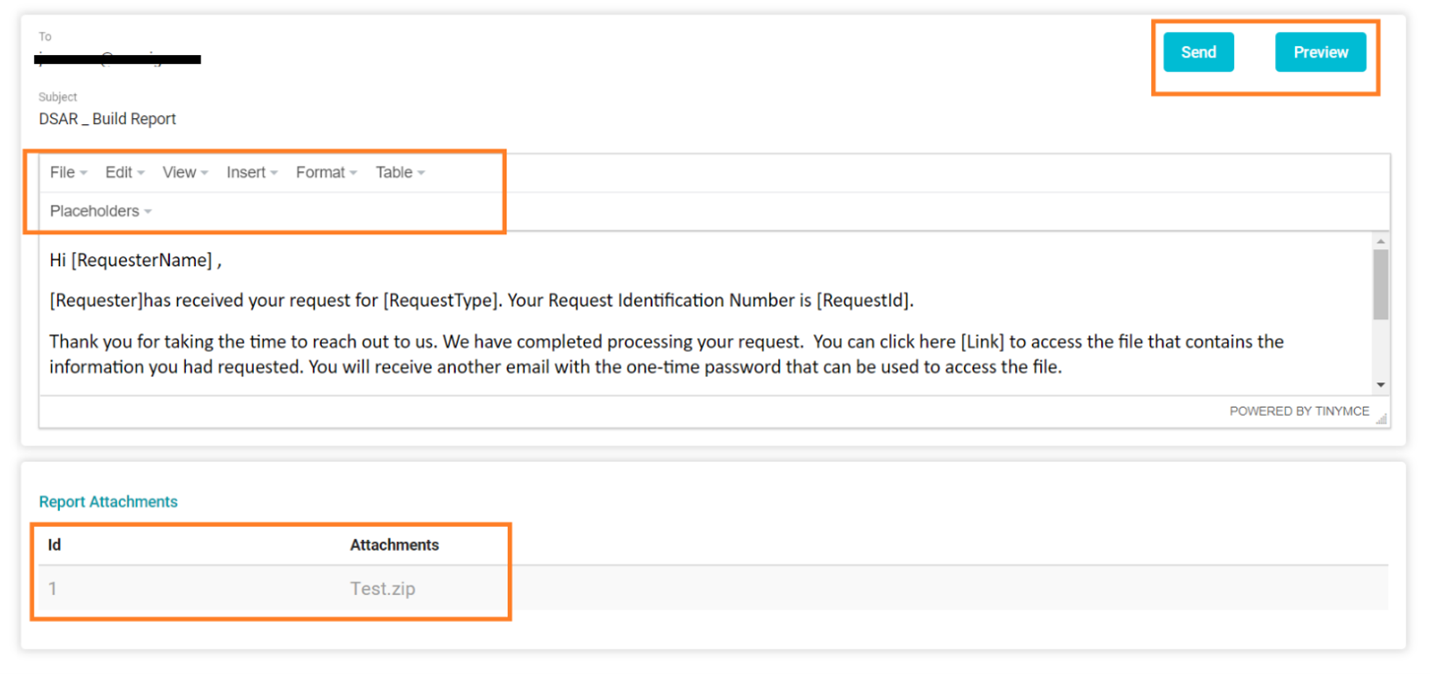 To
Send
Preview
Subject
DSAR _ Build Report
File Edit View Insert Format Table
Placeholders
Hi [RequesterName] ,
[Requester]has received your request for [RequestType]. Your Request Identification Number is [RequestId].
Thank you for taking the time to reach out to us. We have completed processing your request.  You can click here [Link] to access the file that contains the
information you had requested. You will receive another email with the one-time password that can be used to access the file.
POWERED BY TINYMCE
Report Attachments
Id Attachments
1 Test.zip